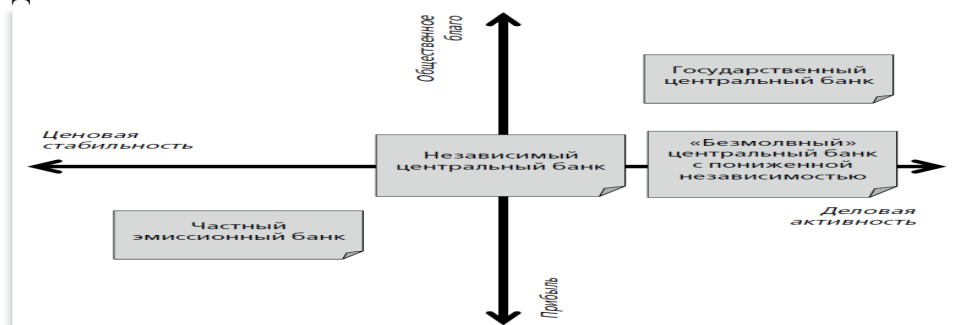 Общественное
благо
Государственный
центральный банк
Ценовая
стабильность
Независимый
центральный банк
«Безмолвный»
центральный банк
с пониженной
независимостью
Деловая
активность
Частный
эмиссионный банк
Прибыль